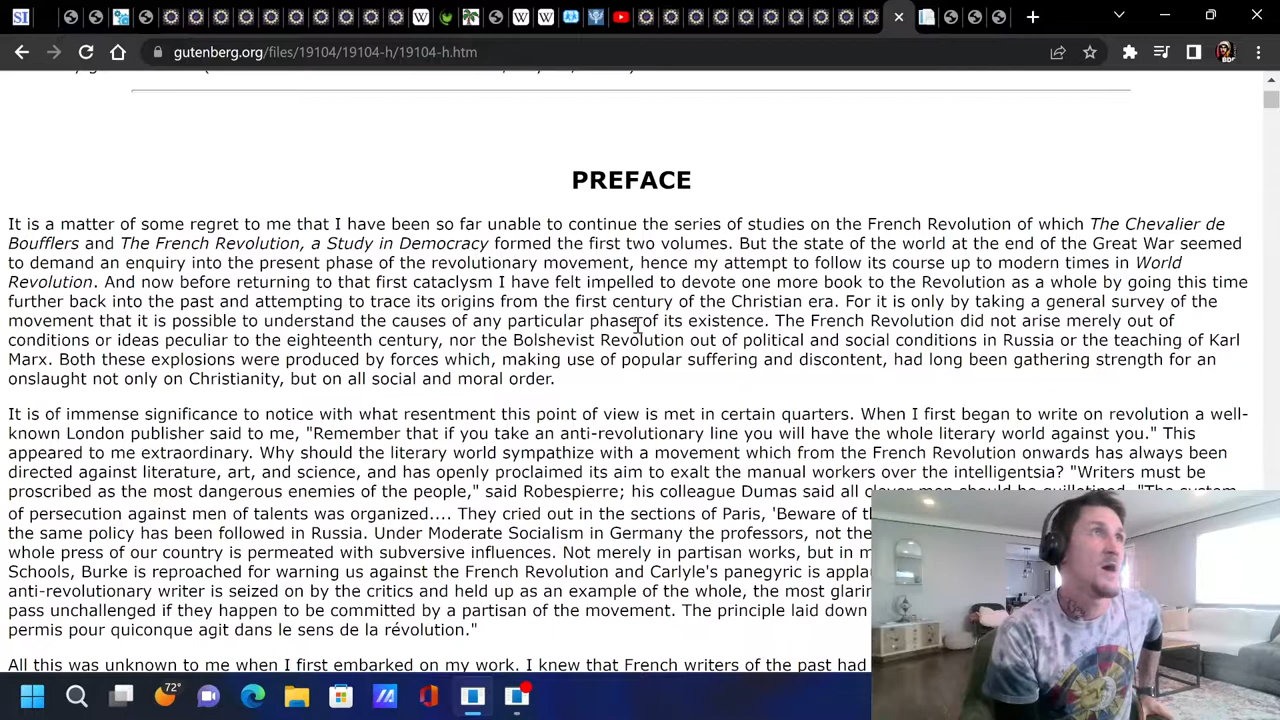 gutenberg.org/files/19104/19104-h/19104-h.htm
PREFACE
It is a matter of some regret to me that I have been so far unable to continue the series of studies on the French Revolution of which The Chevalier de
Boufflers and The French Revolution, a Study in Democracy formed the first two volumes. But the state of the world at the end of the Great War seemed
to demand an enquiry into the present phase of the revolutionary movement, hence my attempt to follow its course up to modern times in World
Revolution. And now before returning to that first cataclysm I have felt impelled to devote one more book to the Revolution as a whole by going this time
further back into the past and attempting to trace its origins from the first century of the Christian era. For it is only by taking a general survey of the
movement that it is possible to understand the causes of any particular phase of its existence. The French Revolution did not arise merely out of
conditions or ideas peculiar to the eighteenth century, nor the Bolshevist Revolution out of political and social conditions in Russia or the teaching of Karl
Marx. Both these explosions were produced by forces which, making use of popular suffering and discontent, had long been gathering strength for an
onslaught not only on Christianity, but on all social and moral order.
It is of immense significance to notice with what resentment this point of view is met in certain quarters. When I first began to write on revolution a well-
known London publisher said to me, "Remember that if you take an anti-revolutionary line you will have the whole literary world against you." This
appeared to me extraordinary. Why should the literary world sympathize with a movement which from the French Revolution onwards has always been
directed against literature, art, and science, and has openly proclaimed its aim to exalt the manual workers over the intelligentsia? "Writers must be
proscribed as the most dangerous enemies of the people," said Robespierre; his colleague Dumas said all
of persecution against men of talents was organized.... They cried out in the sections of Paris, 'Beware of
the same policy has been followed in Russia. Under Moderate Socialism in Germany the professors, not the
whole press of our country is permeated with subversive influences. Not merely in partisan works, but in
Schools, Burke is reproached for warning us against the French Revolution and Carlyle's panegyric is
anti-revolutionary writer is seized on by the critics and held up as an example of the whole, the most
pass unchallenged if they happen to be committed by a partisan of the movement. The principle laid down
permis pour quiconque agit dans le sens de la révolution."
All this was unknown to me when I first embarked on my work. I knew that French writers of the past had
72°